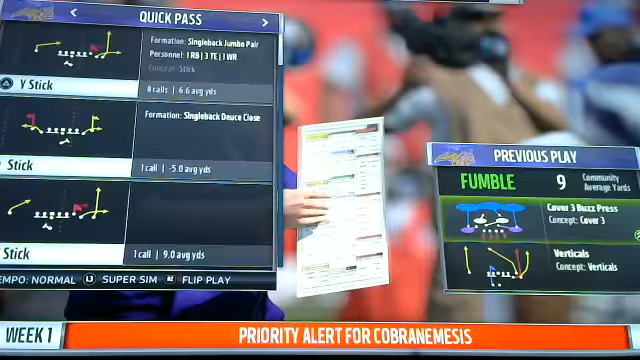 QUICK PASS
Formation: Singleback Jumbo Pair
Personnel: 1 RB | 3 TE | 1 WR
Concept: Stick
Y Stick
8 calls | 6.6 avg yds
Formation: Singleback Deuce Close
Stick
1 call | -5.0 avg yds
Stick
1 call | 9.0 avg yds
EMPO: NORMAL L3 SUPER SIM R2 FLIP PLAY
PREVIOUS PLAY
FUMBLE 9 Community
Average Yards
Cover 3 Buzz Press
Concept: Cover 3
Verticals
Concept: Verticals
WEEK 1 PRIORITY ALERT FOR COBRANEMESIS